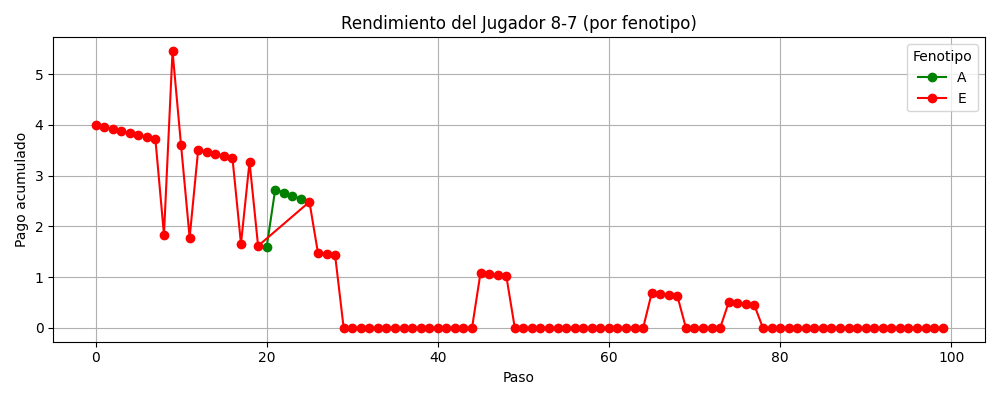 Rendimiento del Jugador 8-7 (por fenotipo)
Pago acumulado
5
4
3
2
1
0
Fenotipo
A
E
0 20 40 60 80 100
Paso